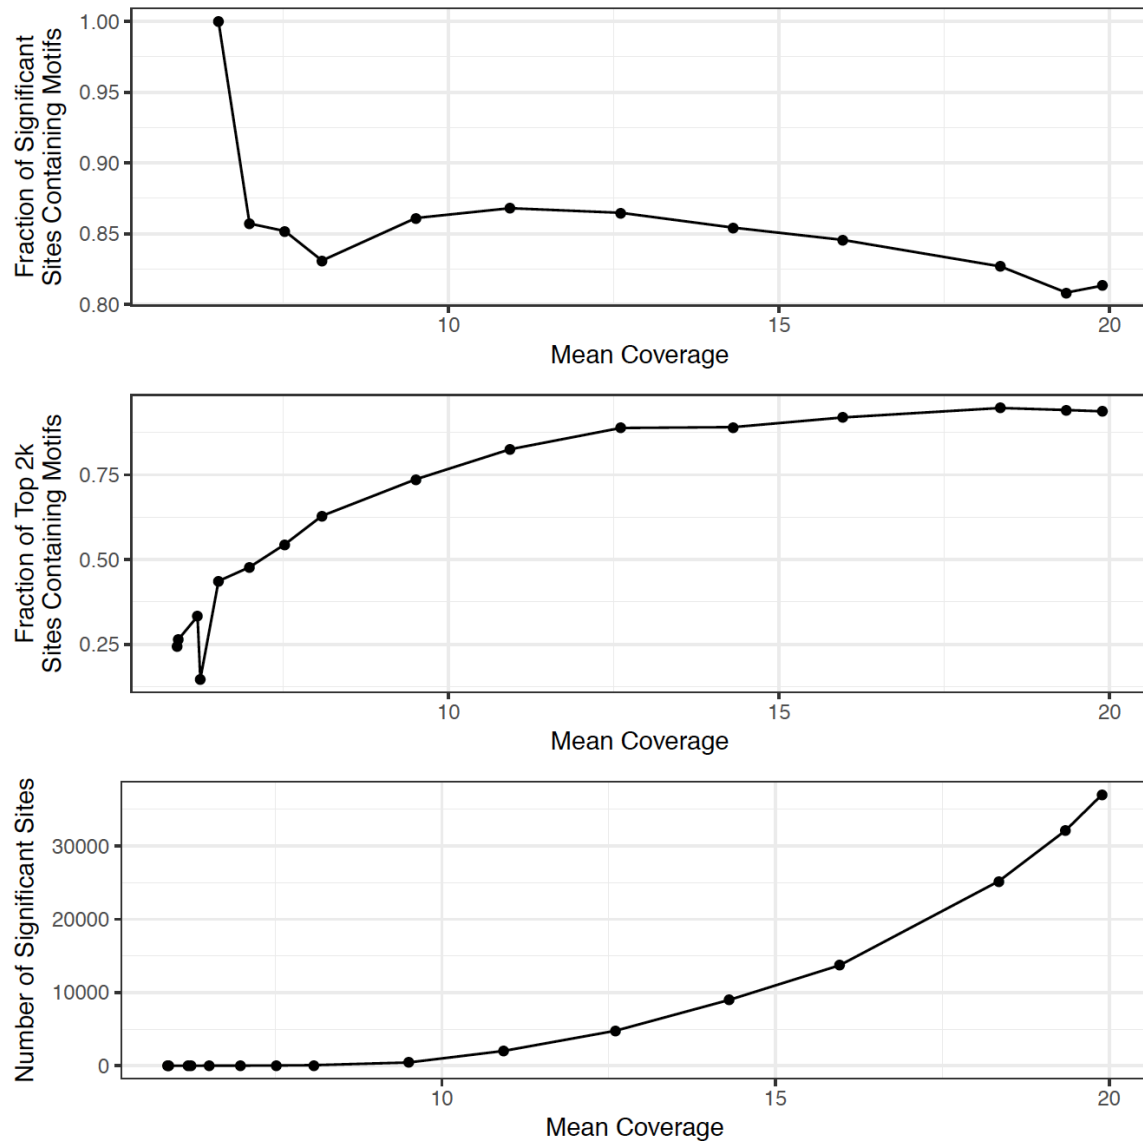 Fraction of Significant
Sites Containing Motifs
1.00
0.95
0.90
0.85
0.80
10 15 20
Mean Coverage
Fraction of Top 2k
Sites Containing Motifs
0.75
0.50
0.25
10 15 20
Mean Coverage
Number of Significant Sites
30000
20000
10000
0
10 15 20
Mean Coverage